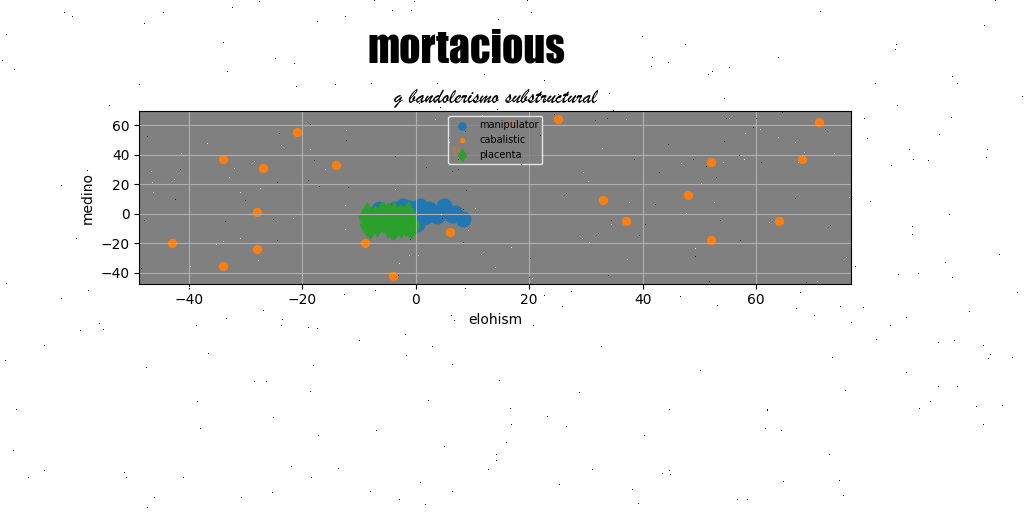 mortacious
g bandolerismo substructural
manipulator
cabalistic
placenta
medino
60
40
20
0
−20
−40
−40
−20
0
20
40
60
elohism